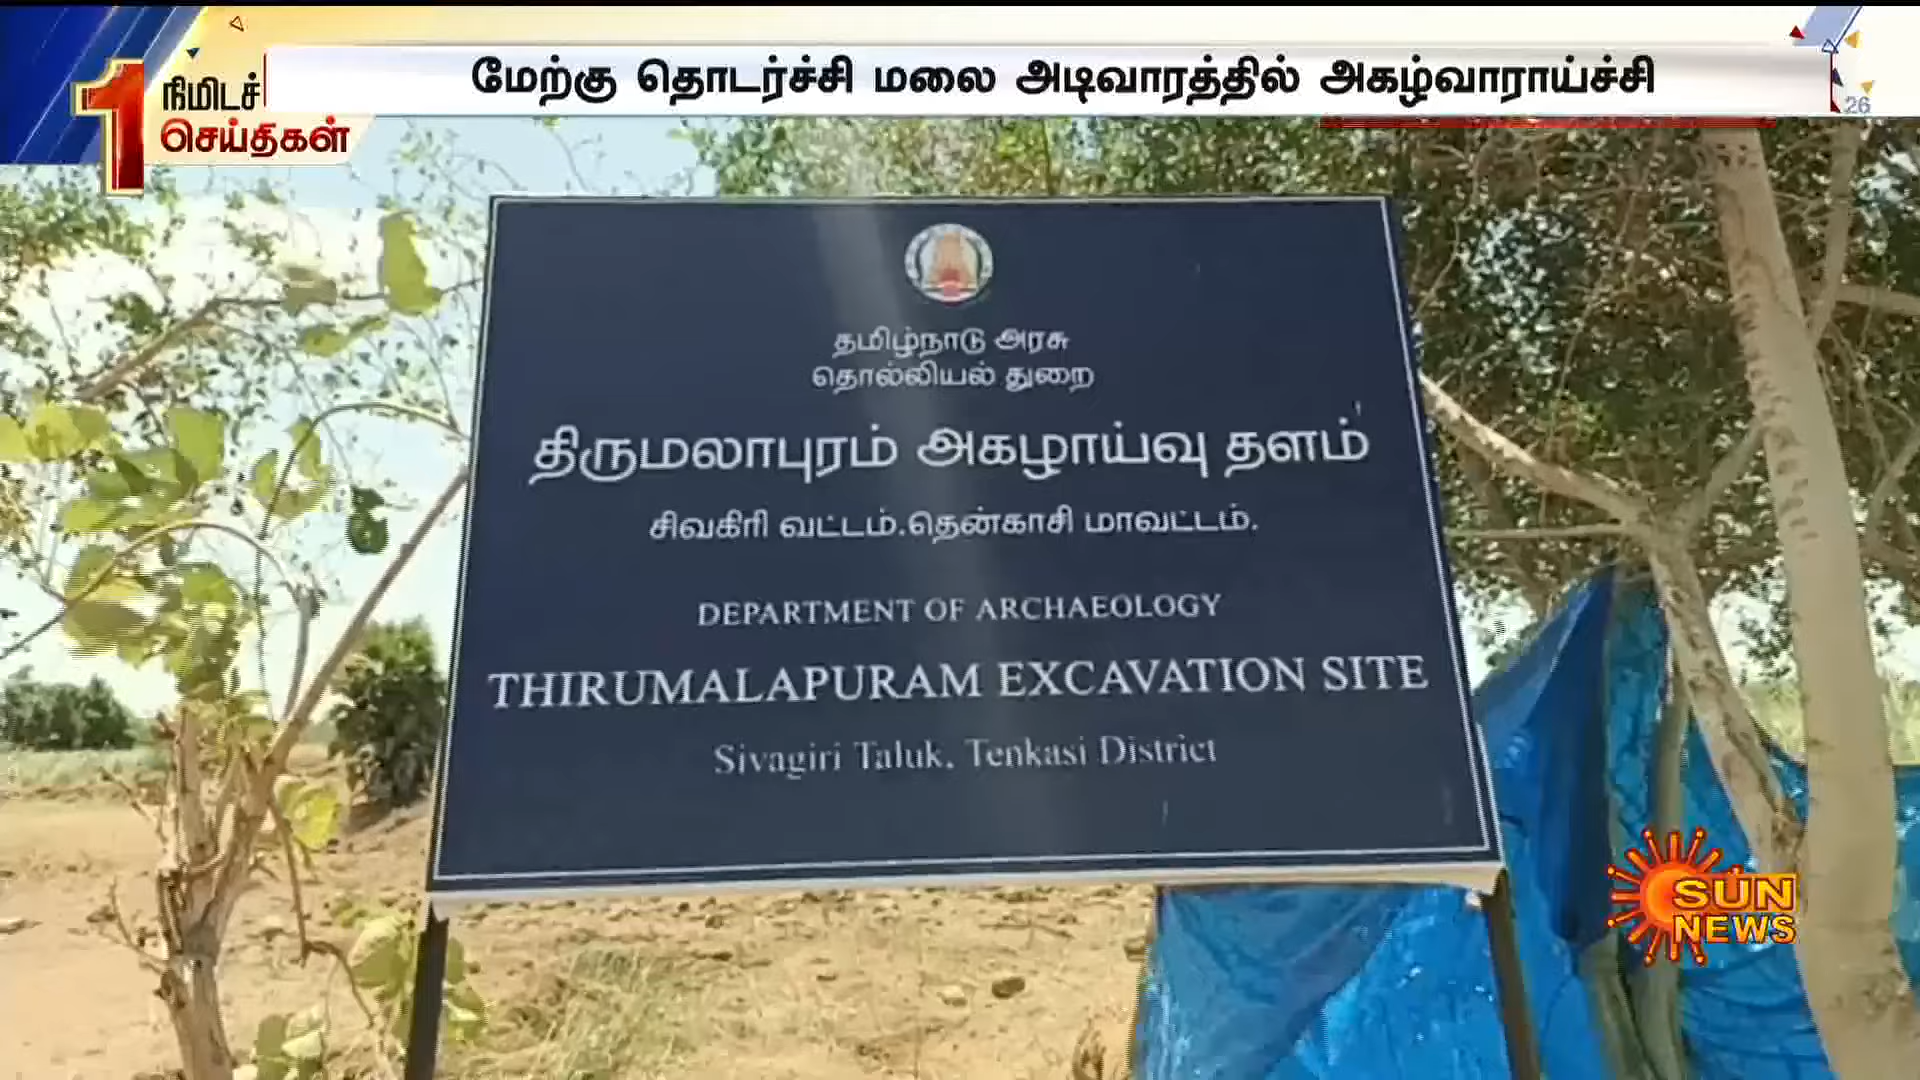 மேற்கு தொடர்ச்சி மலை அடிவாரத்தில் அகழ்வாராய்ச்சி
1 நிமிடச்
செய்திகள்
26
தமிழ்நாடு அரசு
தொல்லியல் துறை
திருமலாபுரம் அகழாய்வு தளம்
சிவகிரி வட்டம்.தென்காசி மாவட்டம்.
DEPARTMENT OF ARCHAEOLOGY
THIRUMALAPURAM EXCAVATION SITE
Sivagiri Taluk, Tenkasi District
SUN
NEWS